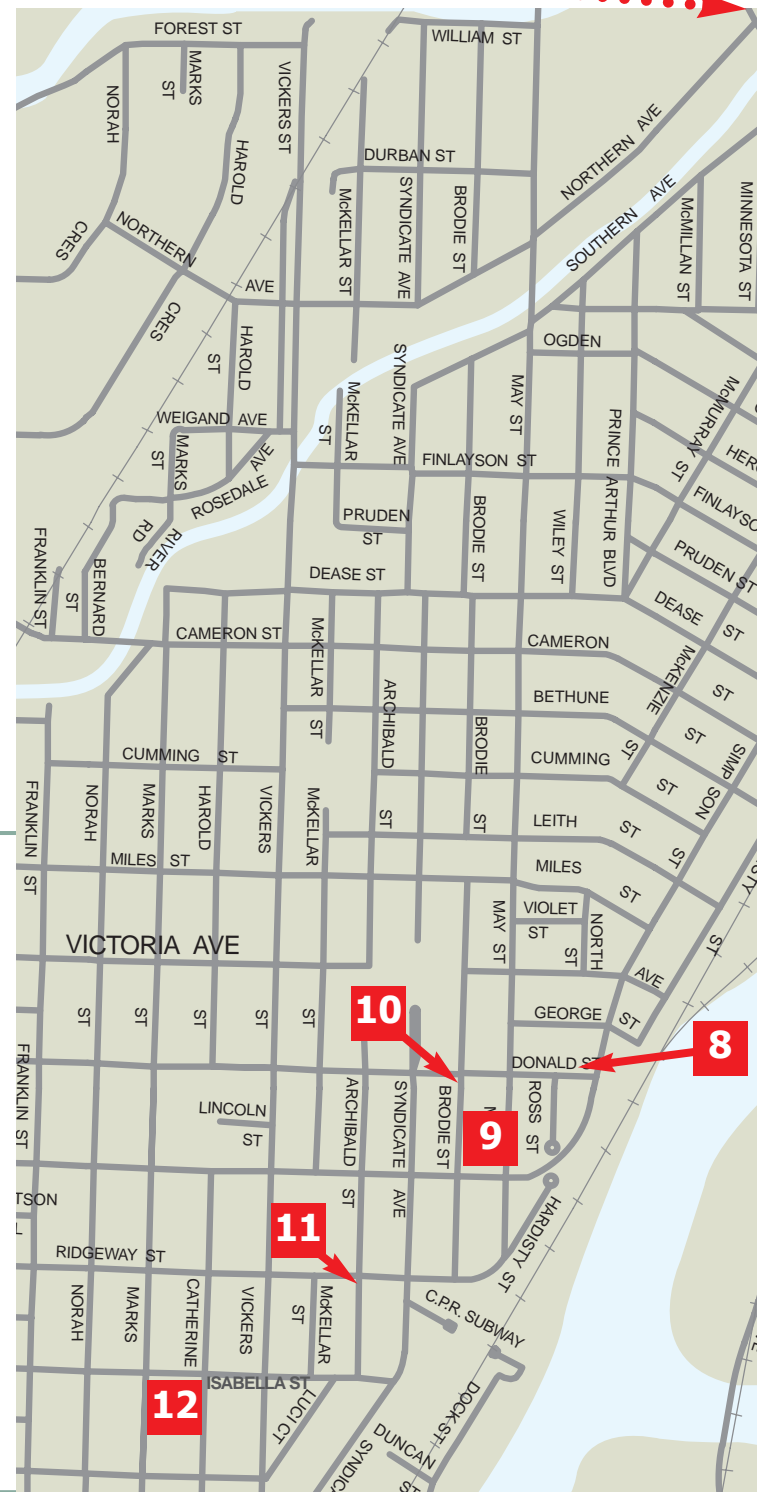 FOREST ST
WILLIAM ST
MARKS
ST
NORAH
VICKERS ST
HAROLD
DURBAN ST
NORTHERN AVE
SOUTHERN AVE
McKELLAR ST
SYNDICATE AVE
BRODIE ST
McMILLAN ST
MINNESOTA ST
CRES
NORTHERN
AVE
CRES
HAROLD
ST
OGDEN
SYNDICATE AVE
MAY ST
McKELLAR
ST
McMURRAY
ST
PRINCE ARTHUR BLVD
WEIGAND AVE
MARKS
ST
ROSEDALE
AVE
FINLAYSON ST
HER
FINLAYSO
PRUDEN
ST
BRODIE ST
WILEY ST
RIVER
RD
PRUDEN ST
FRANKLIN ST
BERNARD
ST
DEASE ST
DEASE
ST
CAMERON ST
McKELLAR
ST
CAMERON
McKENZIE
ST
ARCHIBALD
ST
BETHUNE
ST
BRODIE
ST
CUMMING ST
CUMMING
ST
SIMPSON
ST
FRANKLIN
ST
NORAH
MARKS
HAROLD
VICKERS
McKELLAR
LEITH
ST
MILES ST
MILES
ST
STY
ST
VICTORIA AVE
MAY ST
VIOLET
ST
NORTH
ST
AVE
ST
ST
ST
ST
ST
GEORGE
ST
10
DONALD ST
8
FRANKLIN ST
LINCOLN
ST
ARCHIBALD
ST
SYNDICATE
AVE
BRODIE ST
M
9
ROSS ST
TSON
11
HARDISTY ST
RIDGEWAY ST
NORAH
MARKS
CATHERINE
VICKERS
McKELLAR
ST
C.P.R. SUBWAY
12
ISABELLA ST
LUCI CT
DOCK ST
DUNCAN
ST
SYNDIC